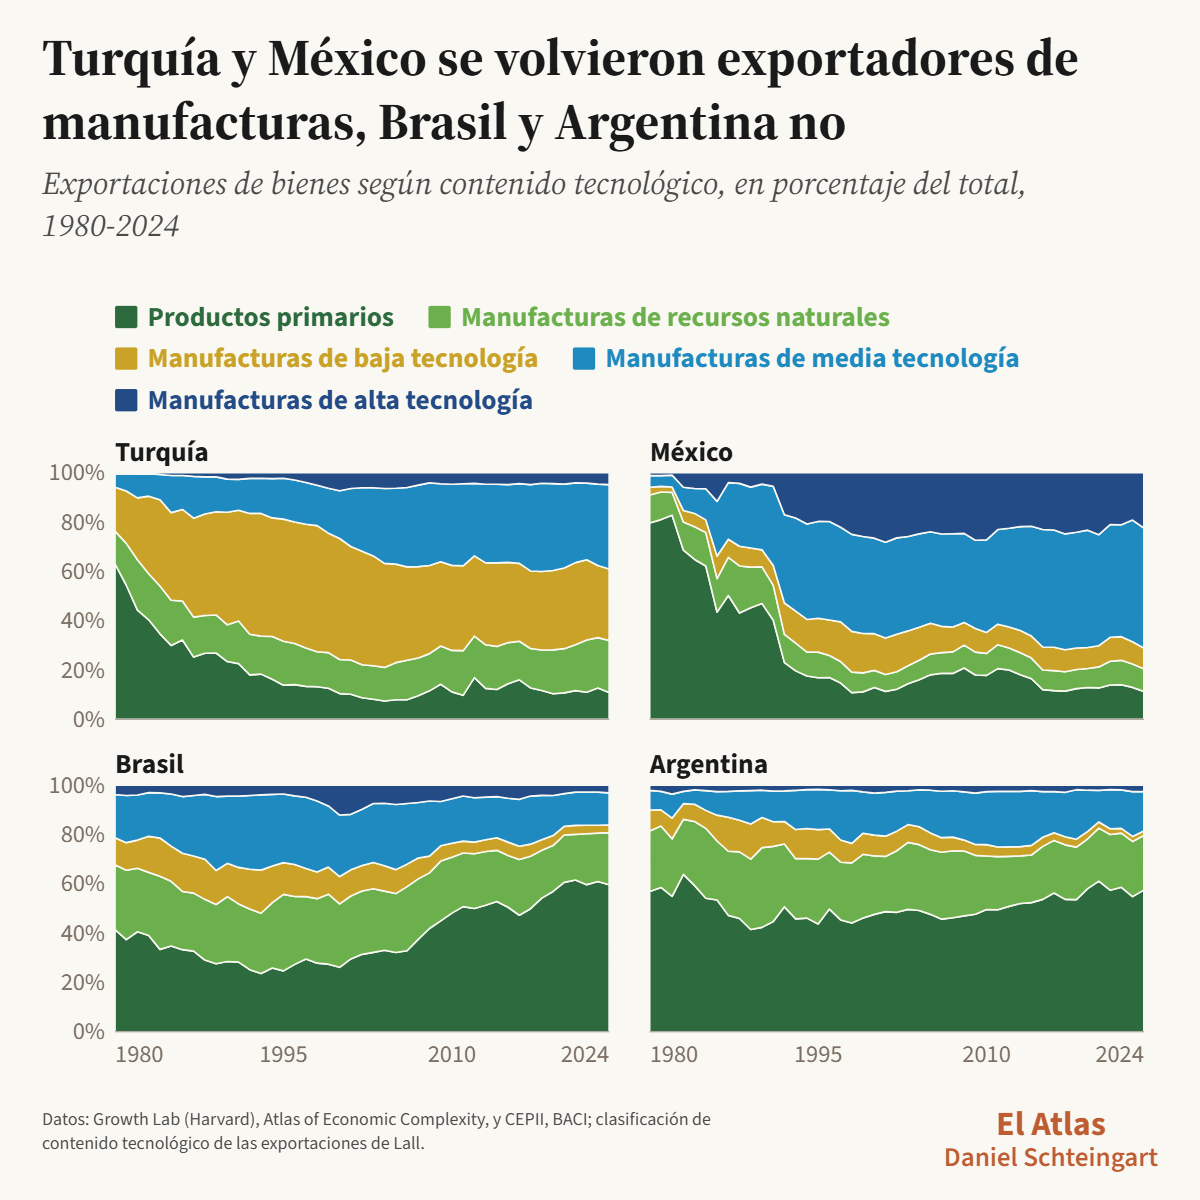 Turquía y México se volvieron exportadores de
manufacturas, Brasil y Argentina no
Exportaciones de bienes según contenido tecnológico, en porcentaje del total,
1980-2024
Productos primarios
Manufacturas de recursos naturales
Manufacturas de baja tecnología
Manufacturas de media tecnología
Manufacturas de alta tecnología
Turquía
México
100%
80%
60%
40%
20%
0%
Brasil
Argentina
100%
80%
60%
40%
20%
0%
1980 1995 2010 2024
1980 1995 2010 2024
Datos: Growth Lab (Harvard), Atlas of Economic Complexity, y CEPII, BACI; clasificación de
contenido tecnológico de las exportaciones de Lall.
El Atlas
Daniel Schteingart